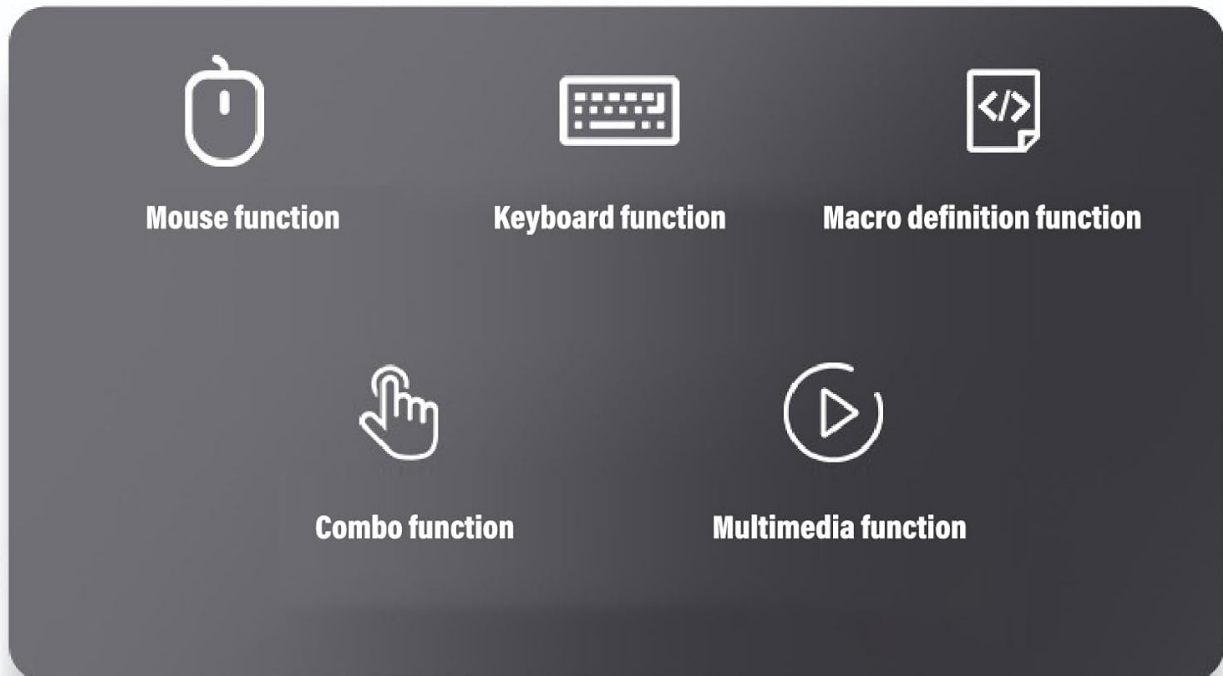 Mouse function
Keyboard function
Macro definition function
Combo function
Multimedia function